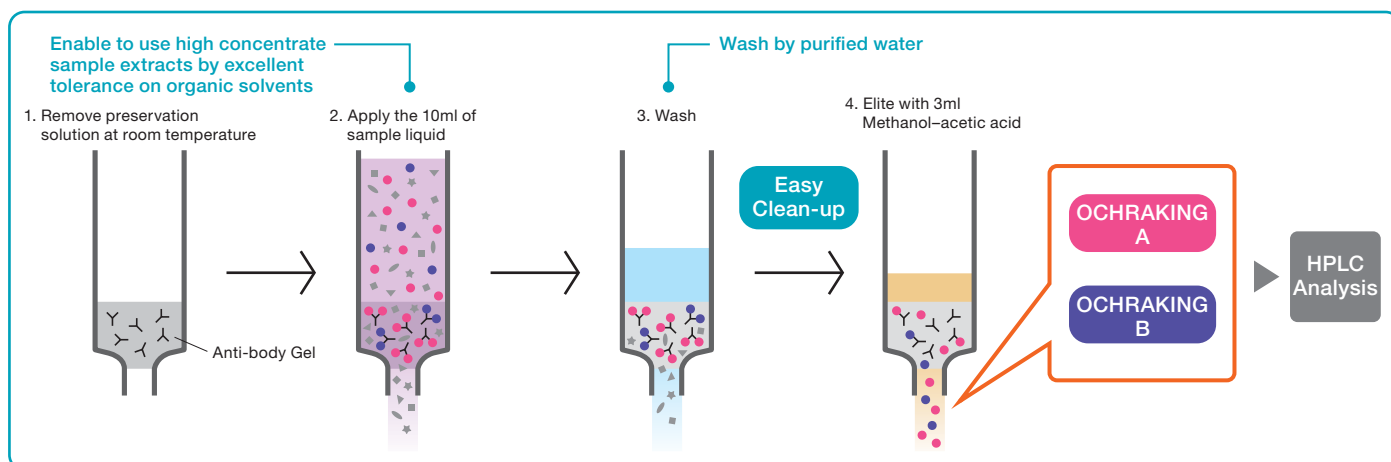 Enable to use high concentrate
sample extracts by excellent
tolerance on organic solvents
Wash by purified water
1. Remove preservation
solution at room temperature
2. Apply the 10ml of
sample liquid
3. Wash
4. Elite with 3ml
Methanol–acetic acid
Easy
Clean-up
Anti-body Gel
OCHRAKING
A
OCHRAKING
B
HPLC
Analysis